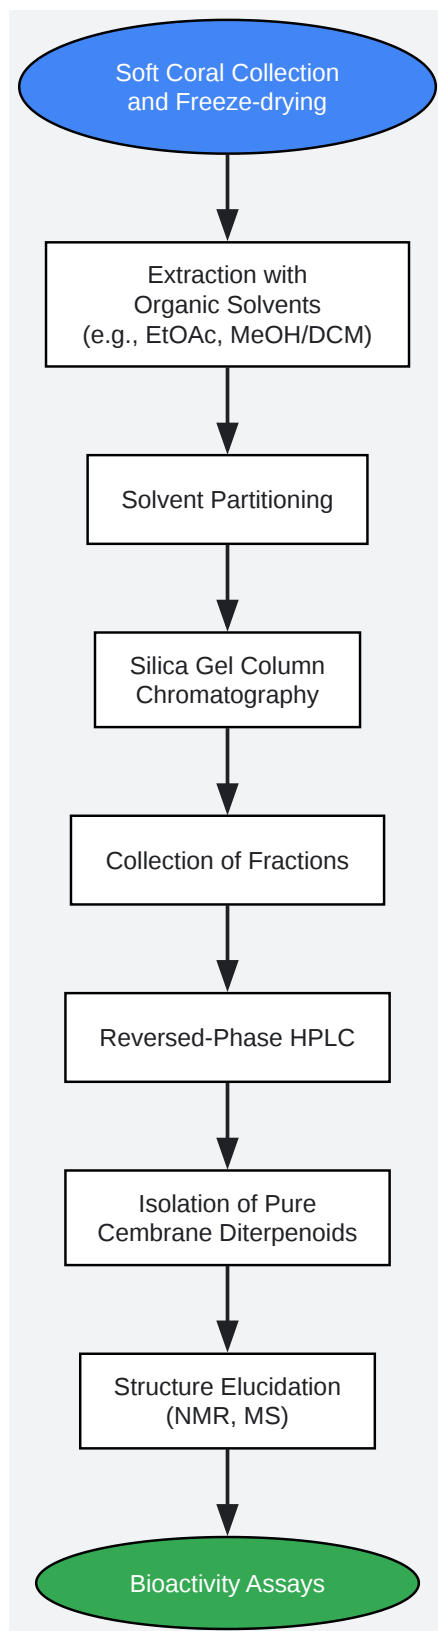 Soft Coral Collection
and Freeze-drying
Extraction with
Organic Solvents
(e.g., EtOAc, MeOH/DCM)
Solvent Partitioning
Silica Gel Column
Chromatography
Collection of Fractions
Reversed-Phase HPLC
Isolation of Pure
Cembrane Diterpenoids
Structure Elucidation
(NMR, MS)
Bioactivity Assays